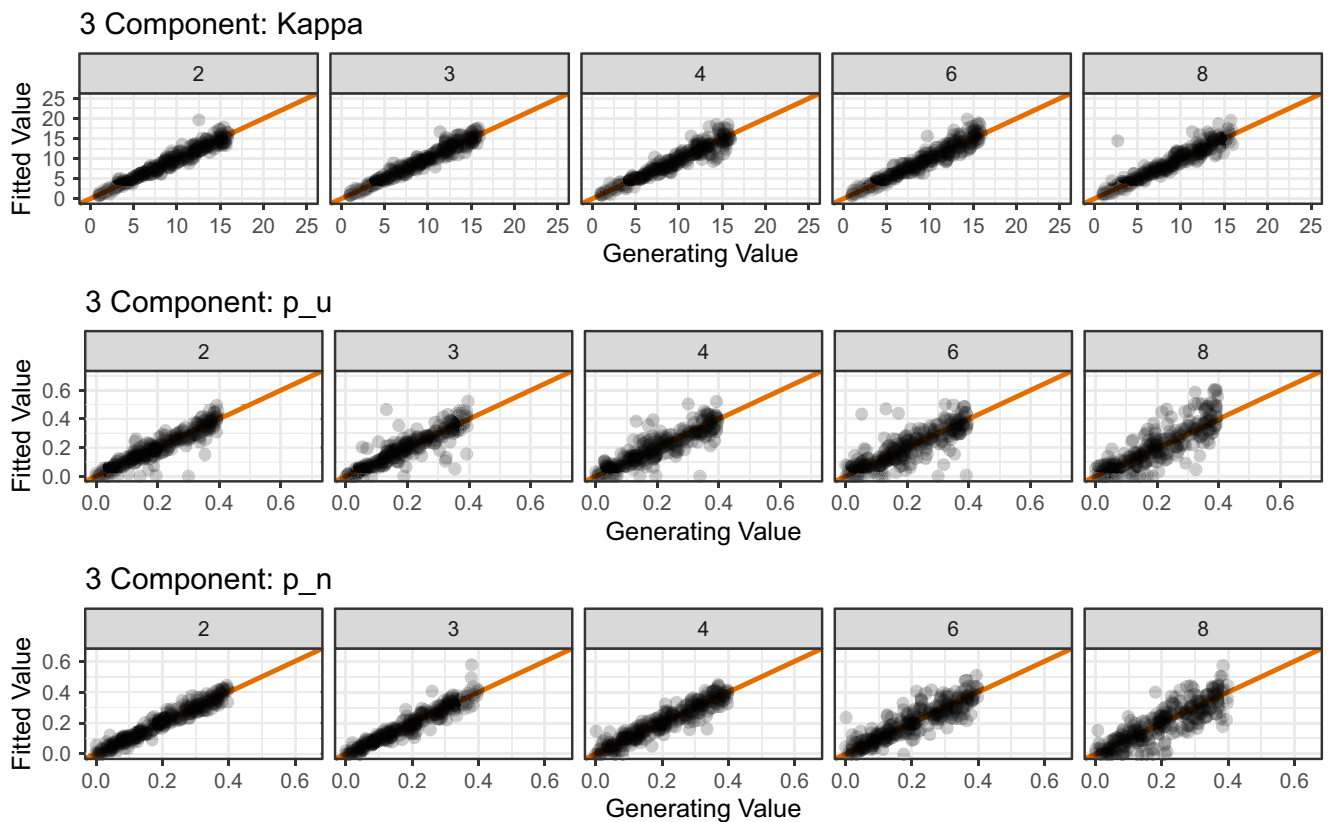 3 Component: Kappa
2 3 4 6 8
Fitted Value
25
20
15
10
5
0
0 5 10 15 20 25 0 5 10 15 20 25 0 5 10 15 20 25 0 5 10 15 20 25 0 5 10 15 20 25
Generating Value
3 Component: p_u
2 3 4 6 8
Fitted Value
0.6
0.4
0.2
0.0
0.0 0.2 0.4 0.6 0.0 0.2 0.4 0.6 0.0 0.2 0.4 0.6 0.0 0.2 0.4 0.6 0.0 0.2 0.4 0.6
Generating Value
3 Component: p_n
2 3 4 6 8
Fitted Value
0.6
0.4
0.2
0.0
0.0 0.2 0.4 0.6 0.0 0.2 0.4 0.6 0.0 0.2 0.4 0.6 0.0 0.2 0.4 0.6 0.0 0.2 0.4 0.6
Generating Value